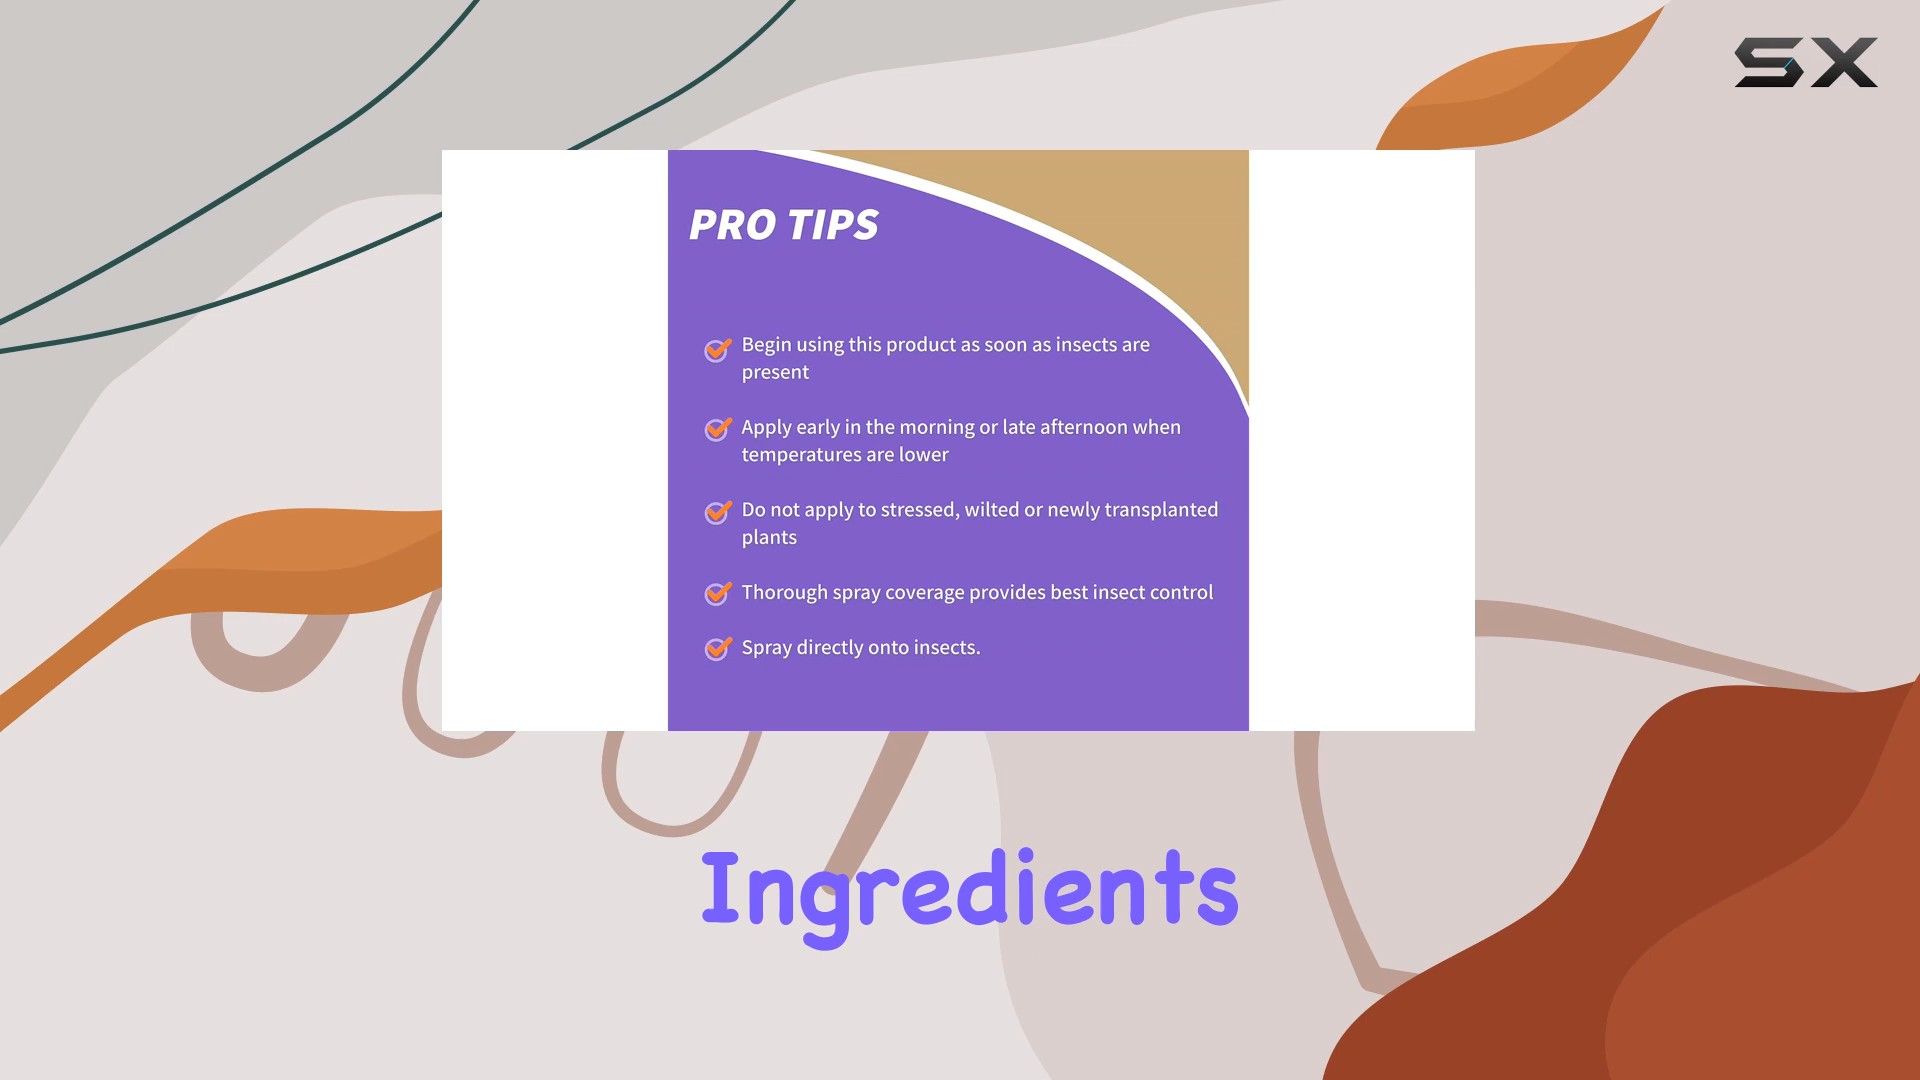 SX
PRO TIPS
Begin using this product as soon as insects are
present
Apply early in the morning or late afternoon when
temperatures are lower
Do not apply to stressed, wilted or newly transplanted
plants
Thorough spray coverage provides best insect control
Spray directly onto insects.
Ingredients